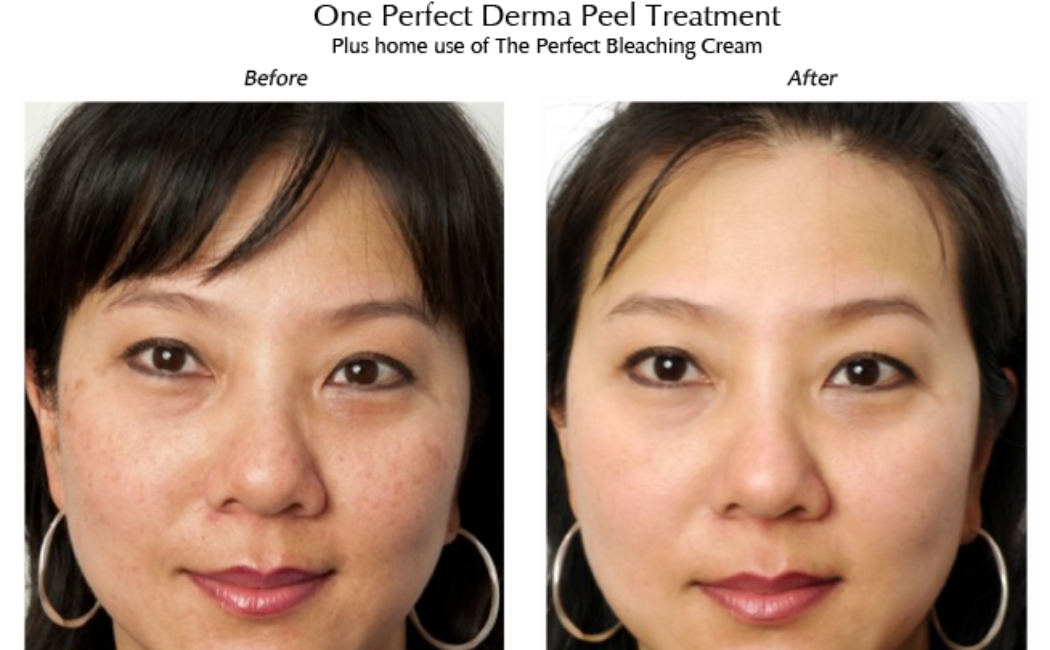 One Perfect Derma Peel Treatment
Plus home use of The Perfect Bleaching Cream
Before
After